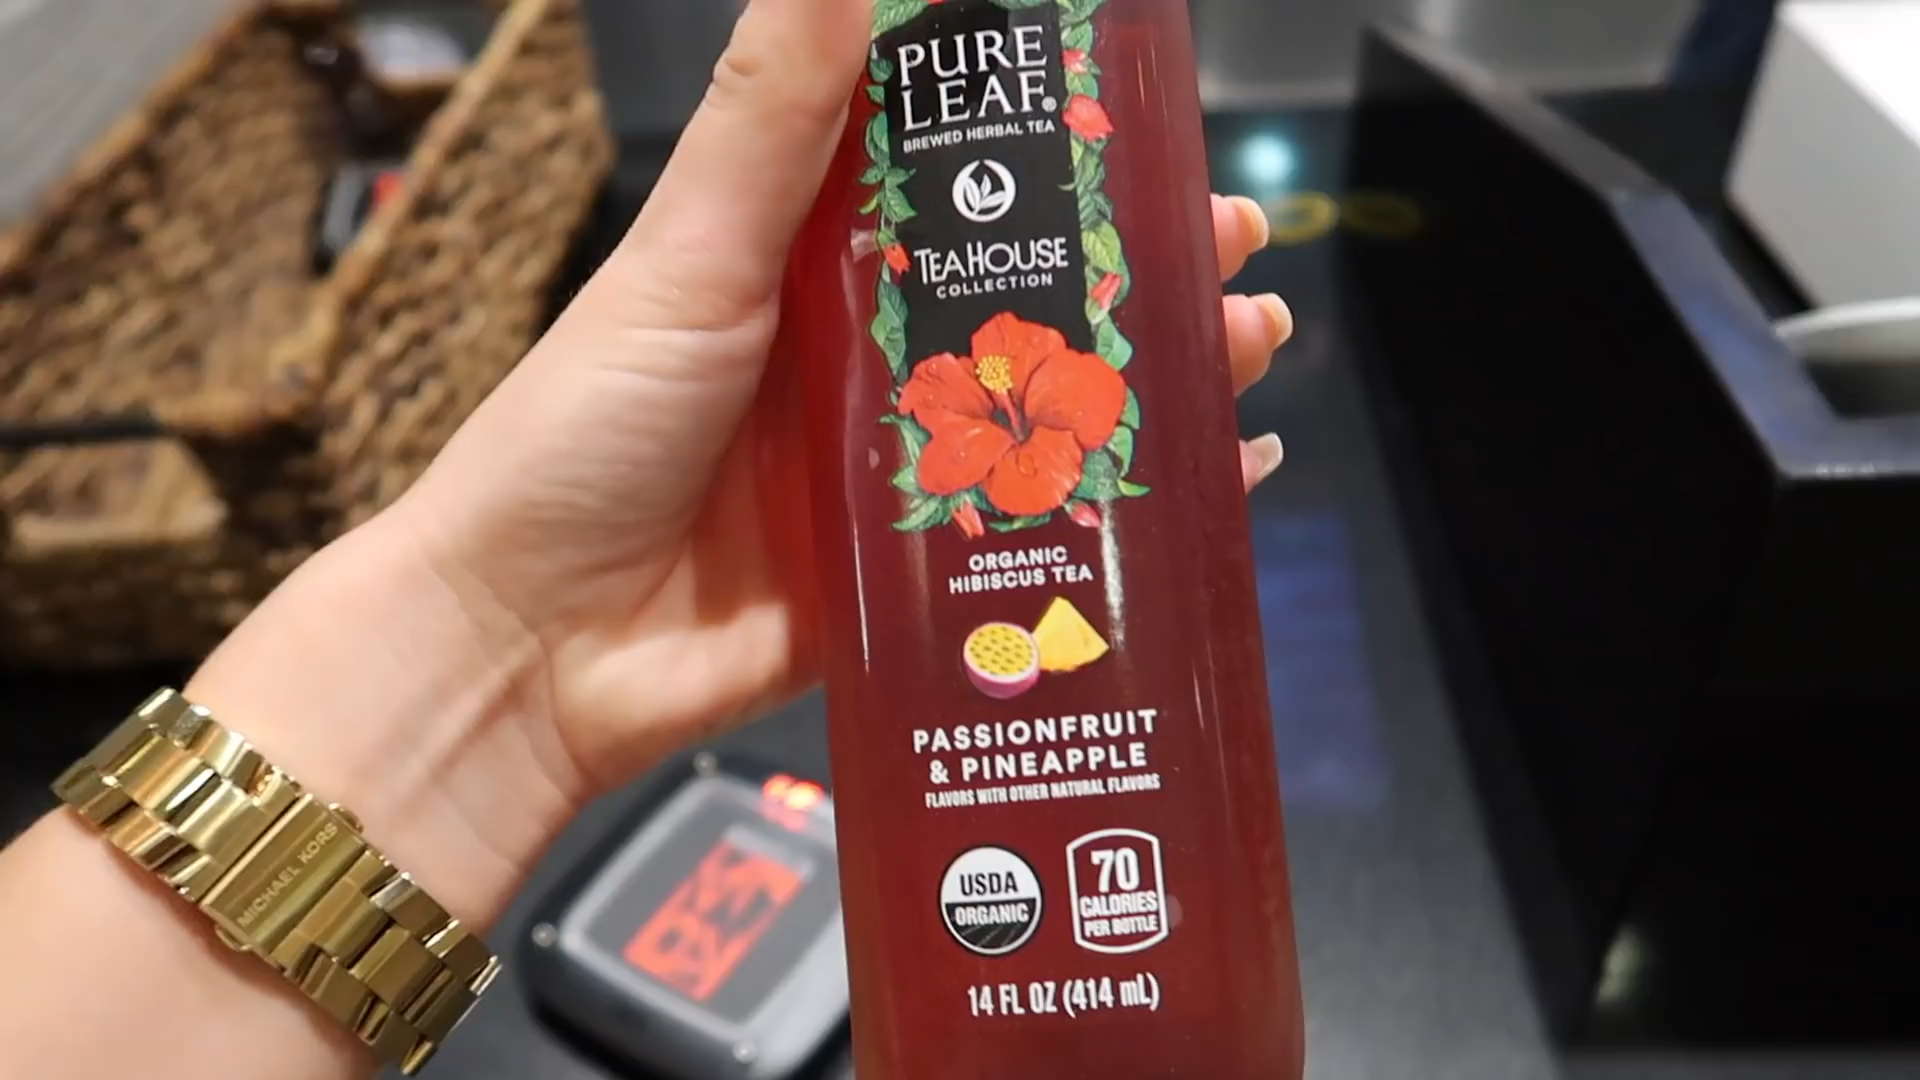 PURE
LEAF®
BREWED HERBAL TEA
TEAHOUSE
COLLECTION
ORGANIC
HIBISCUS TEA
PASSIONFRUIT
& PINEAPPLE
FLAVORS WITH OTHER NATURAL FLAVORS
USDA
ORGANIC
70
CALORIES
PER BOTTLE
14 FL OZ (414 mL)
MICHAEL KORS